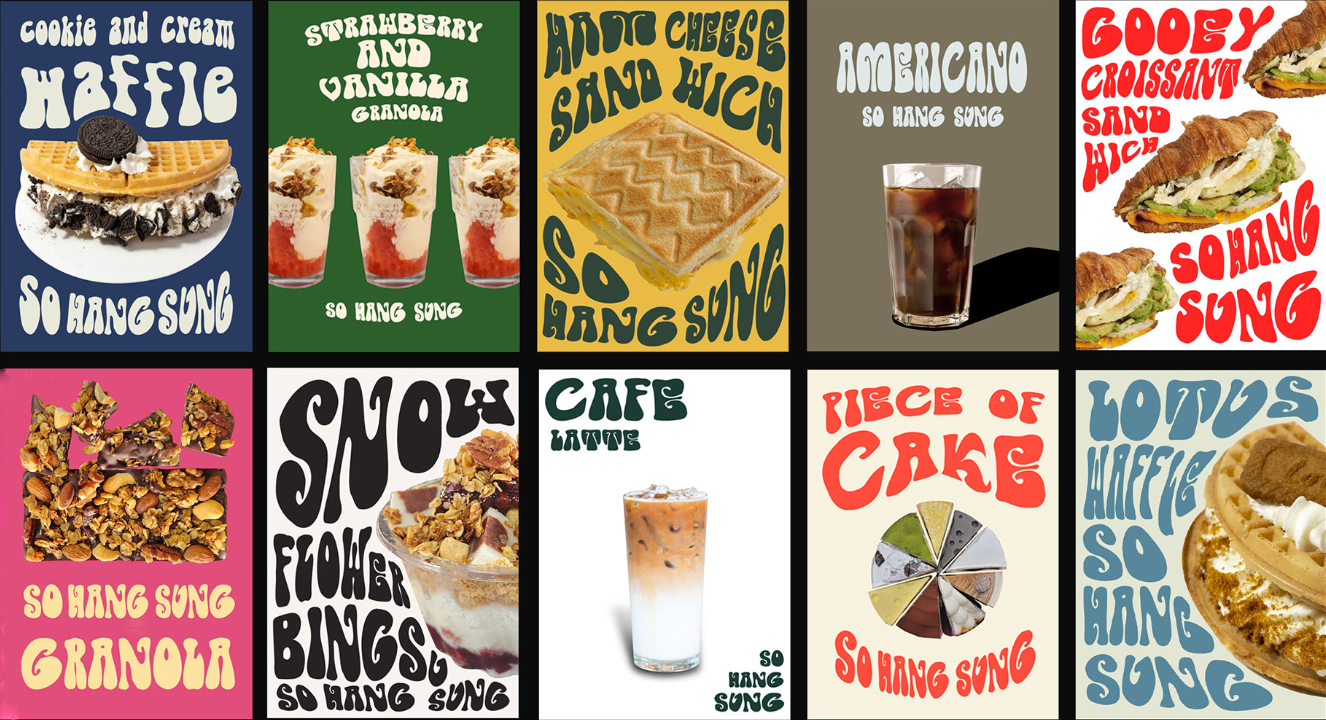 cookie and cream
waffle
SO HANG SUNG
STRAWBERRY
AND
VANILLA
GRANOLA
SO HANG SUNG
HAM CHEESE
SAND WICH
SO
HANG SUNG
AMERICANO
SO HANG SUNG
GOOEY
CROISSANT
SAND
WICH
SO HANG
SUNG
SO HANG SUNG
GRANOLA
SNOW
FLOWER
BINGSU
SO HANG SUNG
CAFE
LATTE
SO
HANG
SUNG
PIECE OF
CAKE
SO HANG SUNG
LOTUS
WAFFLE
SO
HANG
SUNG